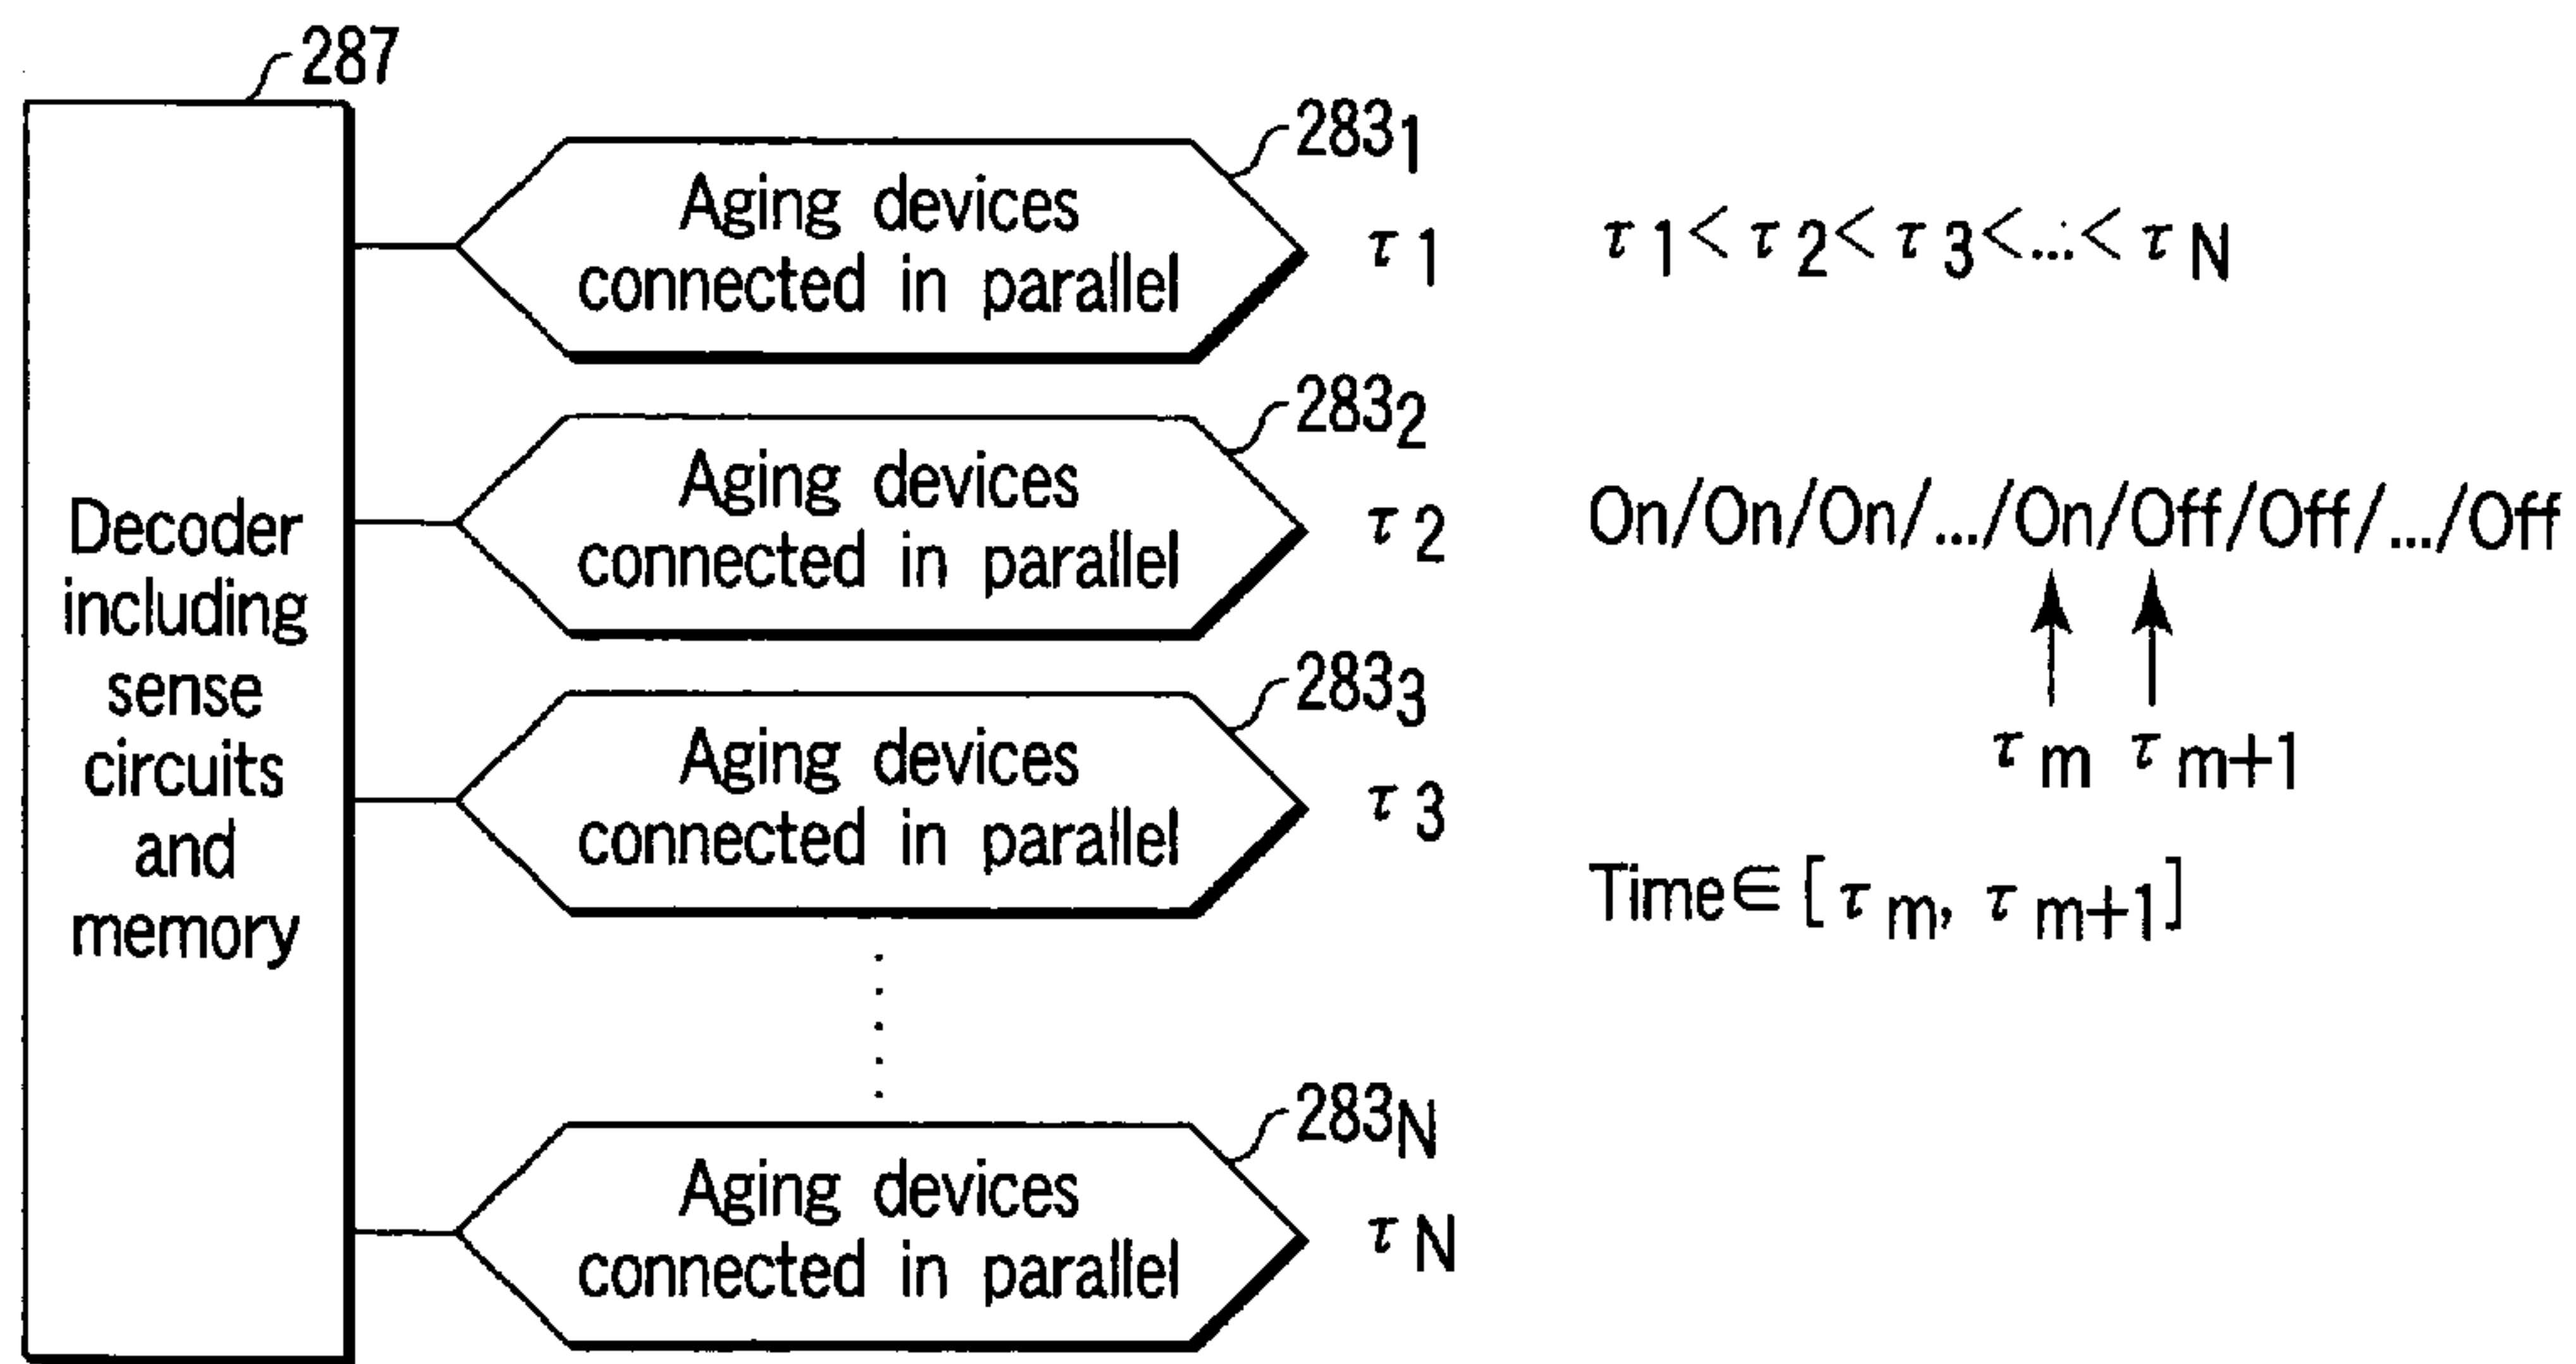 287
Decoder
including
sense
circuits
and
memory
283₁
Aging devices
connected in parallel
τ 1
283₂
Aging devices
connected in parallel
τ 2
283₃
Aging devices
connected in parallel
τ 3
283N
Aging devices
connected in parallel
τ N
τ 1 < τ 2 < τ 3 <...< τ N
On/On/On/.../On/Off/Off/.../Off
τ m τ m+1
Time∈[τ m, τ m+1]